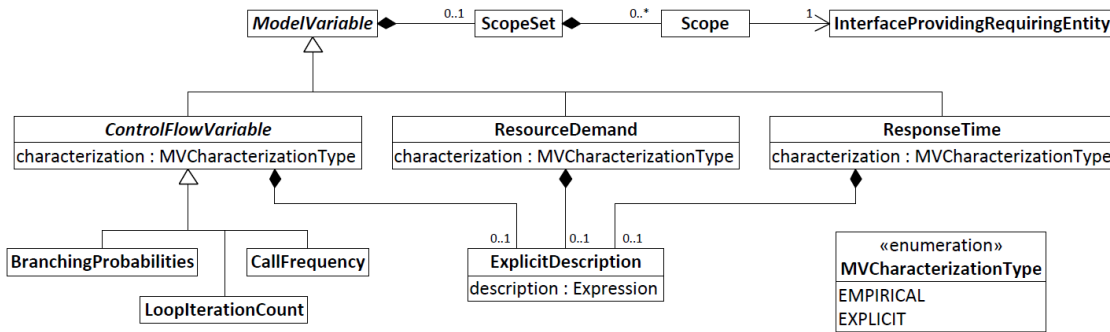 ModelVariable
0..1
ScopeSet
0..*
Scope
1
InterfaceProvidingRequiringEntity
ControlFlowVariable
characterization : MVCharacterizationType
ResourceDemand
characterization : MVCharacterizationType
ResponseTime
characterization : MVCharacterizationType
BranchingProbabilities
CallFrequency
LoopIterationCount
0..1
0..1
0..1
ExplicitDescription
description : Expression
«enumeration»
MVCharacterizationType
EMPIRICAL
EXPLICIT